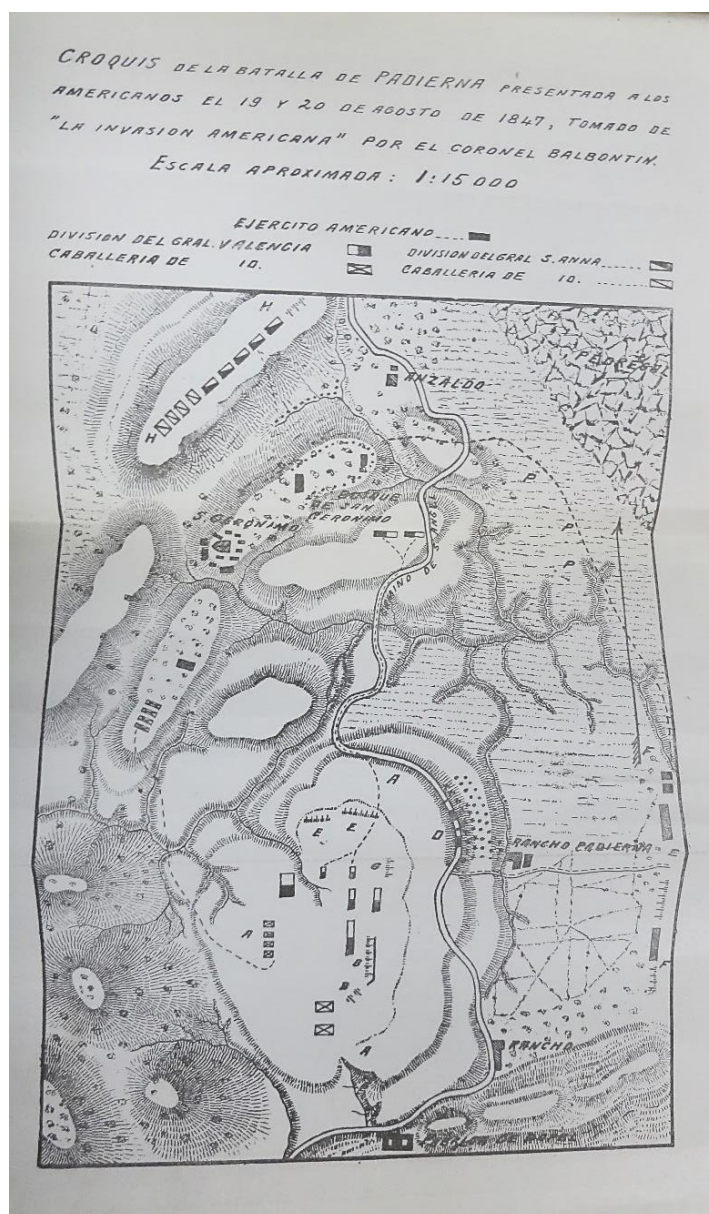 CROQUIS DE LA BATALLA DE PADIERNA PRESENTADA A LOS
AMERICANOS EL 19 Y 20 DE AGOSTO DE 1847, TOMADO DE
"LA INVASION AMERICANA" POR EL CORONEL BALBONTIN.
ESCALA APROXIMADA: 1:15000
EJERCITO AMERICANO
DIVISION DEL GRAL. VALENCIA
DIVISION DEL GRAL S. ANNA
CABALLERIA DE ID.
CABALLERIA DE ID.
H
PEDREGAL
ANZALDO
H
P
BOSQUE
DE SAN
GERONIMO
S. GERONIMO
P
CAMINO DE S. ANGEL
P
F
A
D
E E
RANCHO PADIERNA
G
A
B
B
F
A
RANCHO